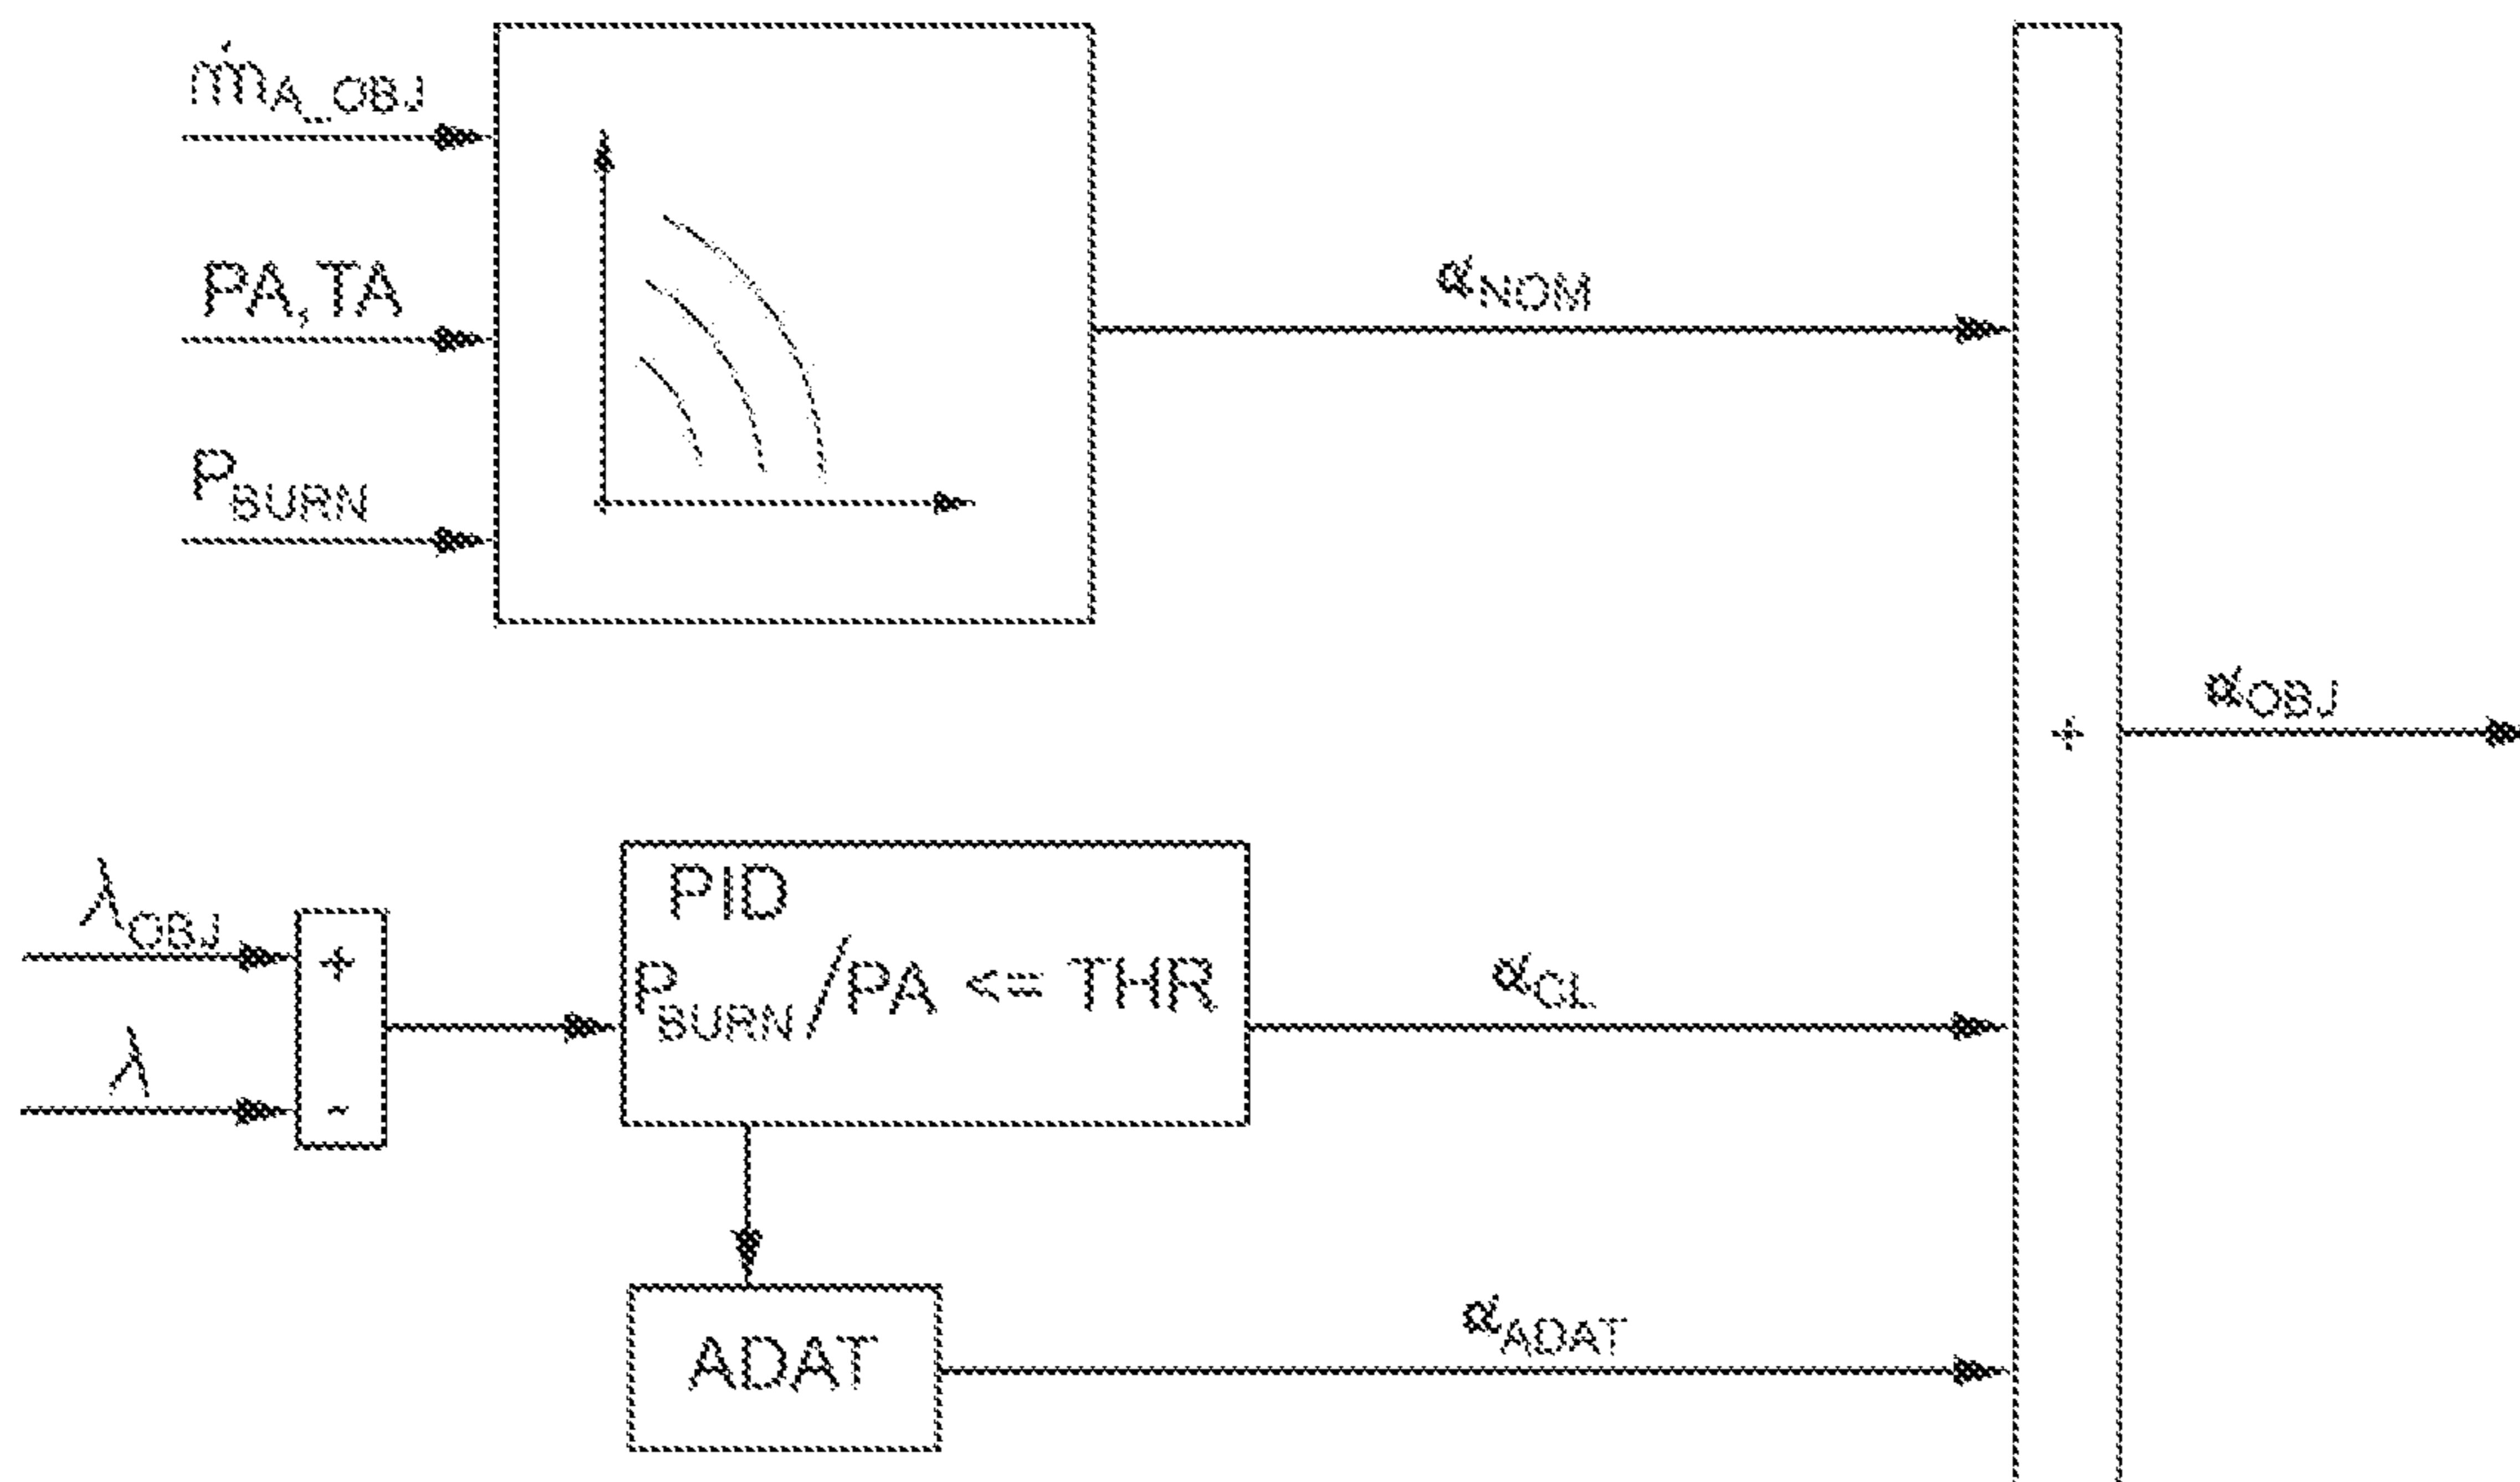 ṁA_OBJ
PA,TA
PBURN
αNOM
αOBJ
+
λOBJ
+
λ
-
PID
PBURN/PA <= THR
αCL
ADAT
αADAT